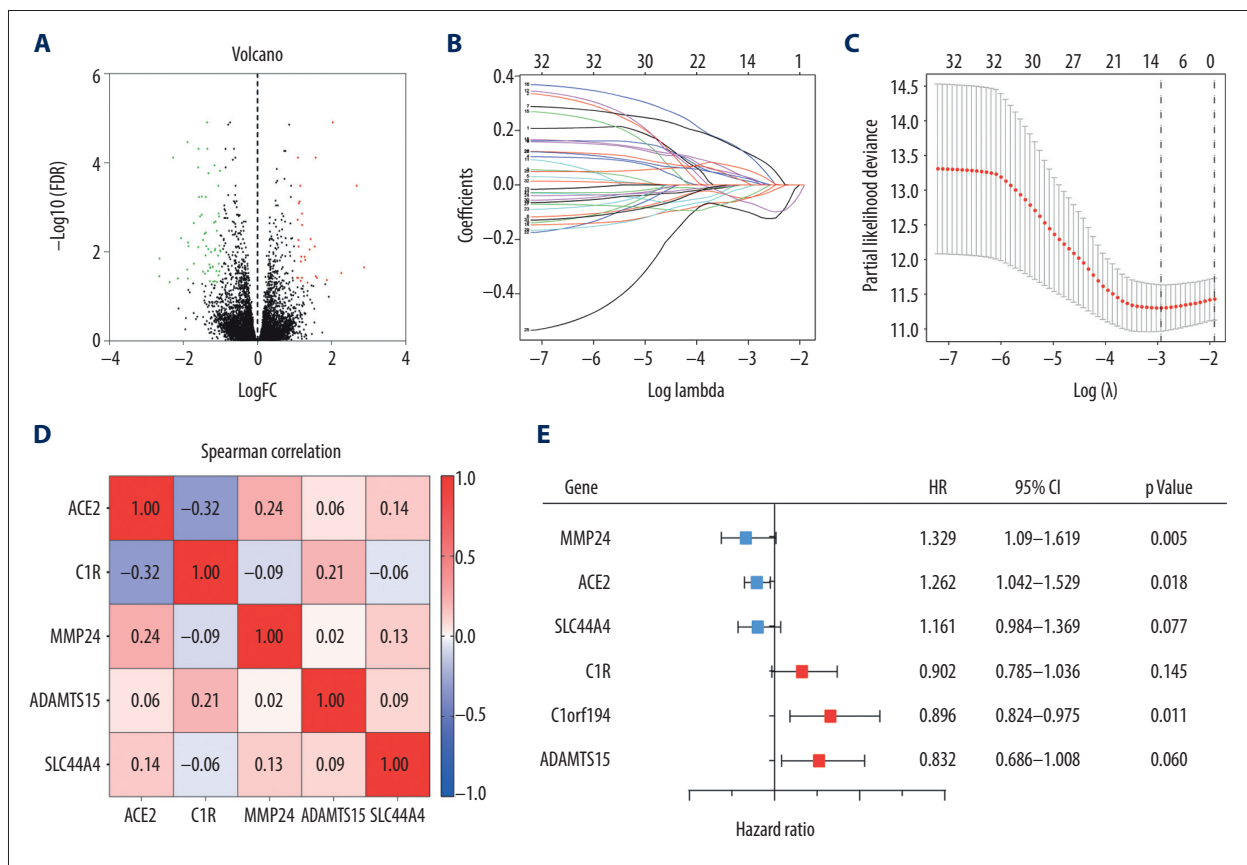 A
Volcano
6
4
2
0
−4
−2
0
2
4
−Log10 (FDR)
LogFC
B
32 32 30 22 14 1
0.4
0.2
0.0
−0.2
−0.4
−7 −6 −5 −4 −3 −2
Coefficients
Log lambda
C
32 32 30 27 21 14 6 0
14.5
14.0
13.5
13.0
12.0
11.5
11.0
−7 −6 −5 −4 −3 −2
Partial likelihood deviance
Log (λ)
D
Spearman correlation
ACE2 1.00 −0.32 0.24 0.06 0.14
C1R −0.32 1.00 −0.09 0.21 −0.06
MMP24 0.24 −0.09 1.00 0.02 0.13
ADAMTS15 0.06 0.21 0.02 1.00 0.09
SLC44A4 0.14 −0.06 0.13 0.09 1.00
ACE2 C1R MMP24 ADAMTS15 SLC44A4
1.0
0.5
0.0
−0.5
−1.0
E
Gene HR 95% CI p Value
MMP24 1.329 1.09–1.619 0.005
ACE2 1.262 1.042–1.529 0.018
SLC44A4 1.161 0.984–1.369 0.077
C1R 0.902 0.785–1.036 0.145
C1orf194 0.896 0.824–0.975 0.011
ADAMTS15 0.832 0.686–1.008 0.060
Hazard ratio